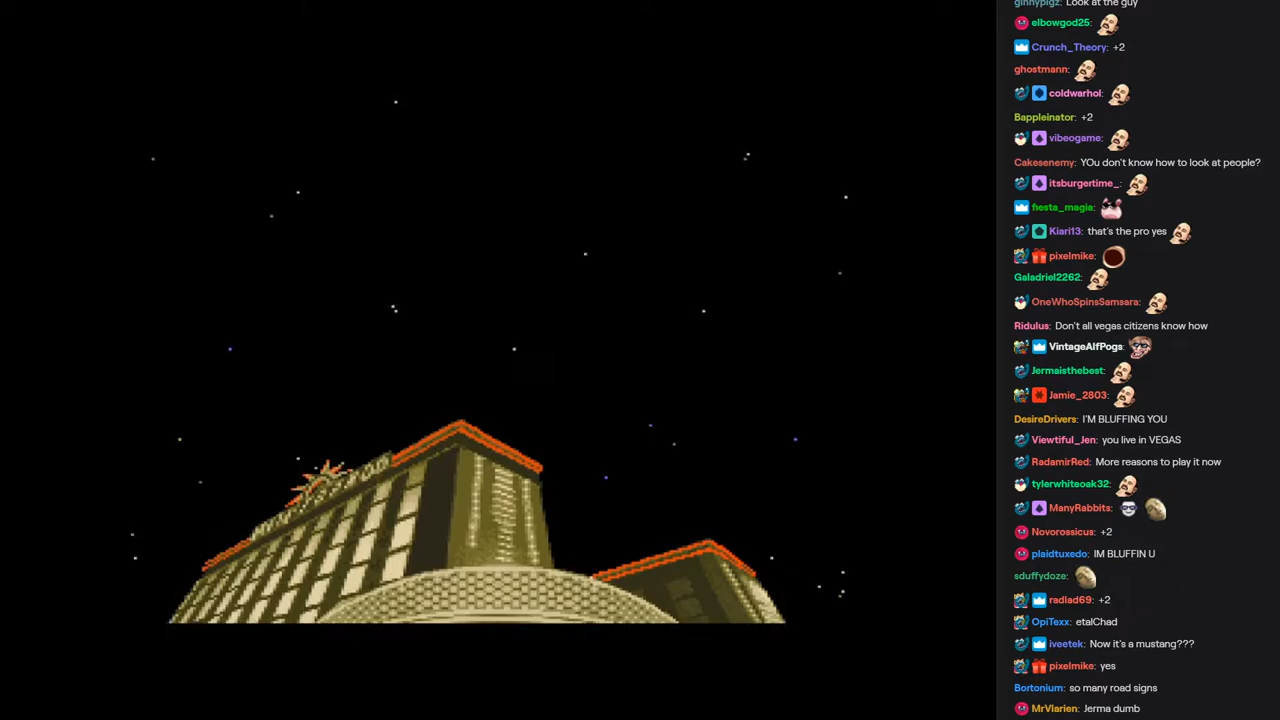 ginnypigz: Look at the guy
elbowgod25:
Crunch_Theory: +2
ghostmann:
coldwarhol:
Bappleinator: +2
vibeogame:
Cakesenemy: YOu don't know how to look at people?
itsburgertime_:
fiesta_magia:
Kiari13: that's the pro yes
pixelmike:
Galadriel2262:
OneWhoSpinsSamsara:
Ridulus: Don't all vegas citizens know how
VintageAlfPogs:
Jermaisthebest:
Jamie_2803:
DesireDrivers: I'M BLUFFING YOU
Viewtiful_Jen: you live in VEGAS
RadamirRed: More reasons to play it now
tylerwhiteoak32:
ManyRabbits:
Novorossicus: +2
plaidtuxedo: IM BLUFFIN U
sduffydoze:
radlad69: +2
OpiTexx: etalChad
iveetek: Now it's a mustang???
pixelmike: yes
Bortonium: so many road signs
MrVlarien: Jerma dumb